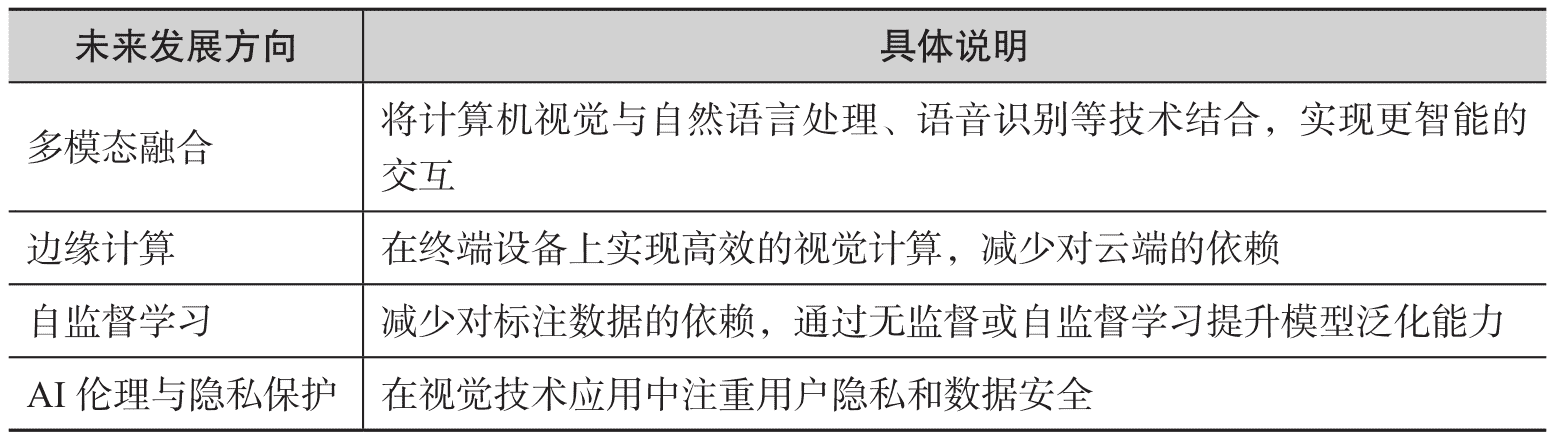 未来发展方向 具体说明
多模态融合 将计算机视觉与自然语言处理、语音识别等技术结合，实现更智能的
交互
边缘计算 在终端设备上实现高效的视觉计算，减少对云端的依赖
自监督学习 减少对标注数据的依赖，通过无监督或自监督学习提升模型泛化能力
AI 伦理与隐私保护 在视觉技术应用中注重用户隐私和数据安全